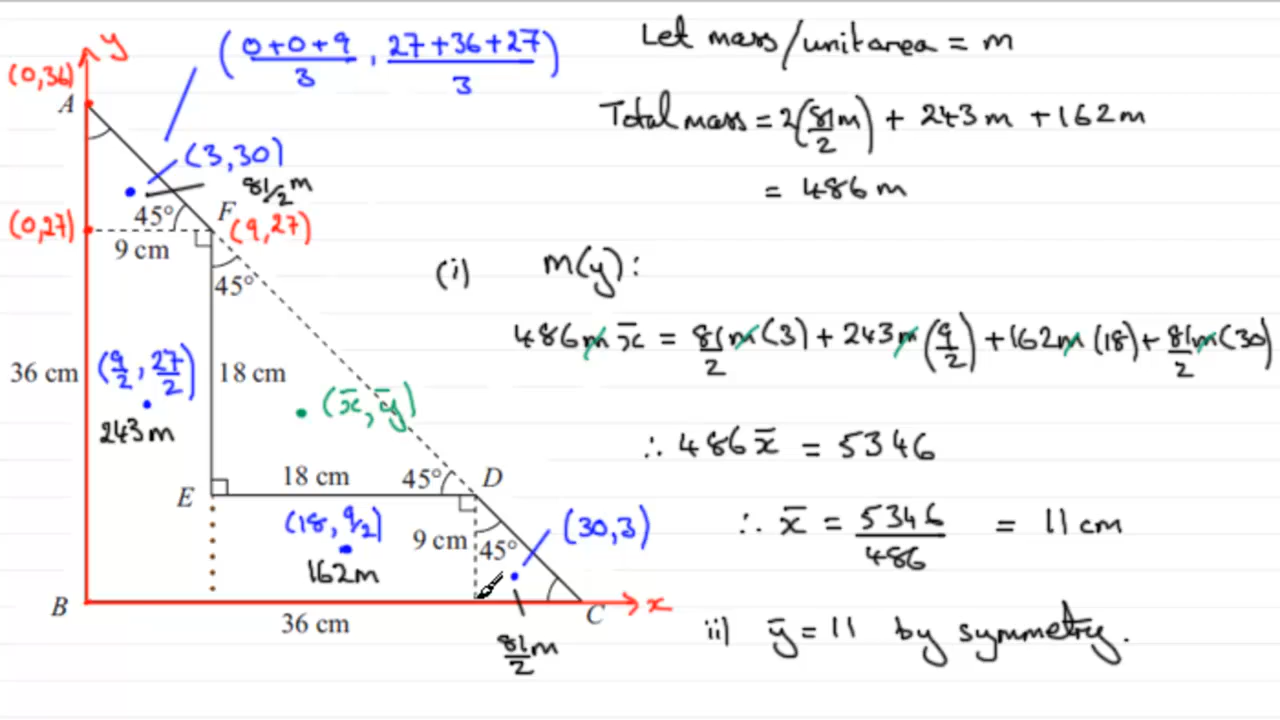 y
(0+0+9/3, 27+36+27/3)
Let mass/unit area = m
(0,36)
A
Total mass = 2(81/2 m) + 243m + 162m
(3,30)
81/2 m
= 486m
45°
F
(0,27)
(9,27)
9 cm
(i) m(y):
45°
486m x̄ = 81/2 m(3) + 243m(9/2) + 162m(18) + 81/2 m(30)
36 cm
(9/2, 27/2)
18 cm
(x̄, ȳ)
243m
∴ 486x̄ = 5346
18 cm
45°
D
E
(18, 9/2)
9 cm
45°
(30,3)
∴ x̄ = 5346/486 = 11 cm
162m
B
36 cm
C
x
81/2 m
ii) ȳ = 11 by symmetry.